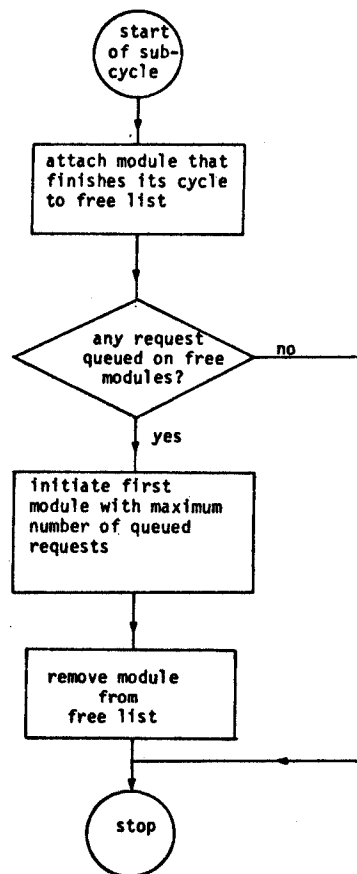 start
of sub-
cycle
attach module that
finishes its cycle
to free list
any request
queued on free
modules?
no
yes
initiate first
module with maximum
number of queued
requests
remove module
from
free list
stop